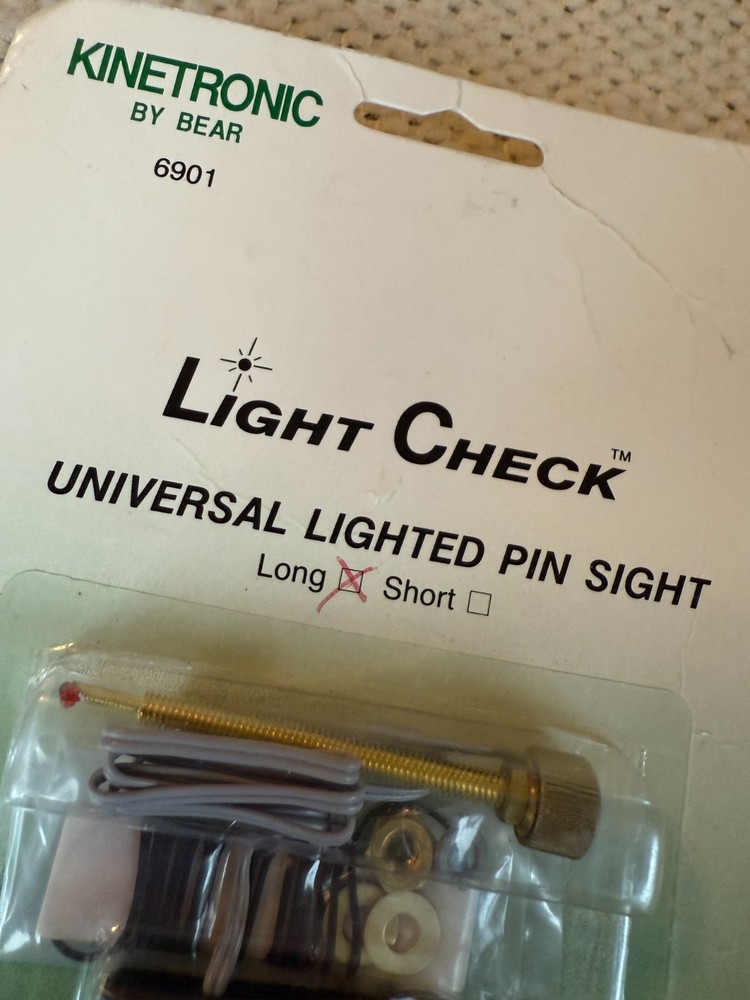 KINETRONIC
BY BEAR
6901
LIGHT CHECK™
UNIVERSAL LIGHTED PIN SIGHT
Long ☒ Short ☐